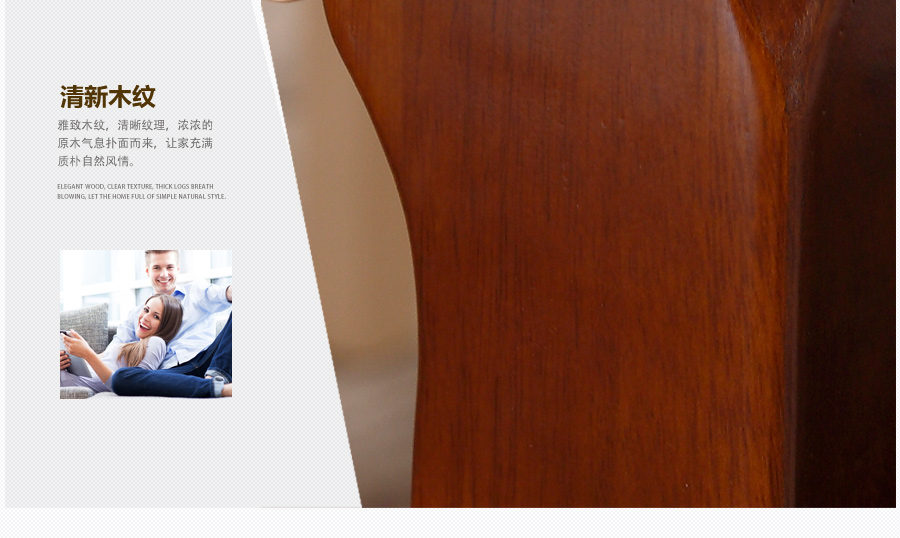 清新木纹
雅致木纹，清晰纹理，浓浓的
原木气息扑面而来，让家充满
质朴自然风情。
ELEGANT WOOD, CLEAR TEXTURE, THICK LOGS BREATH
BLOWING, LET THE HOME FULL OF SIMPLE NATURAL STYLE.